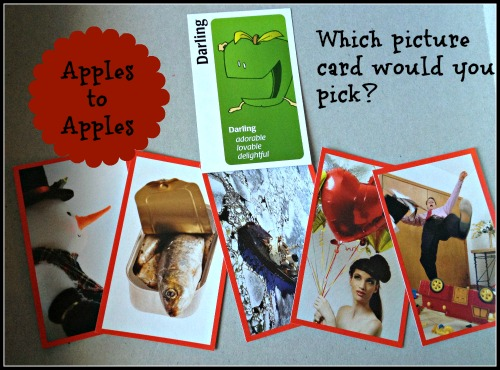 Apples
to
Apples
Darling
Which picture
card would you
pick?
Darling
adorable
lovable
delightful